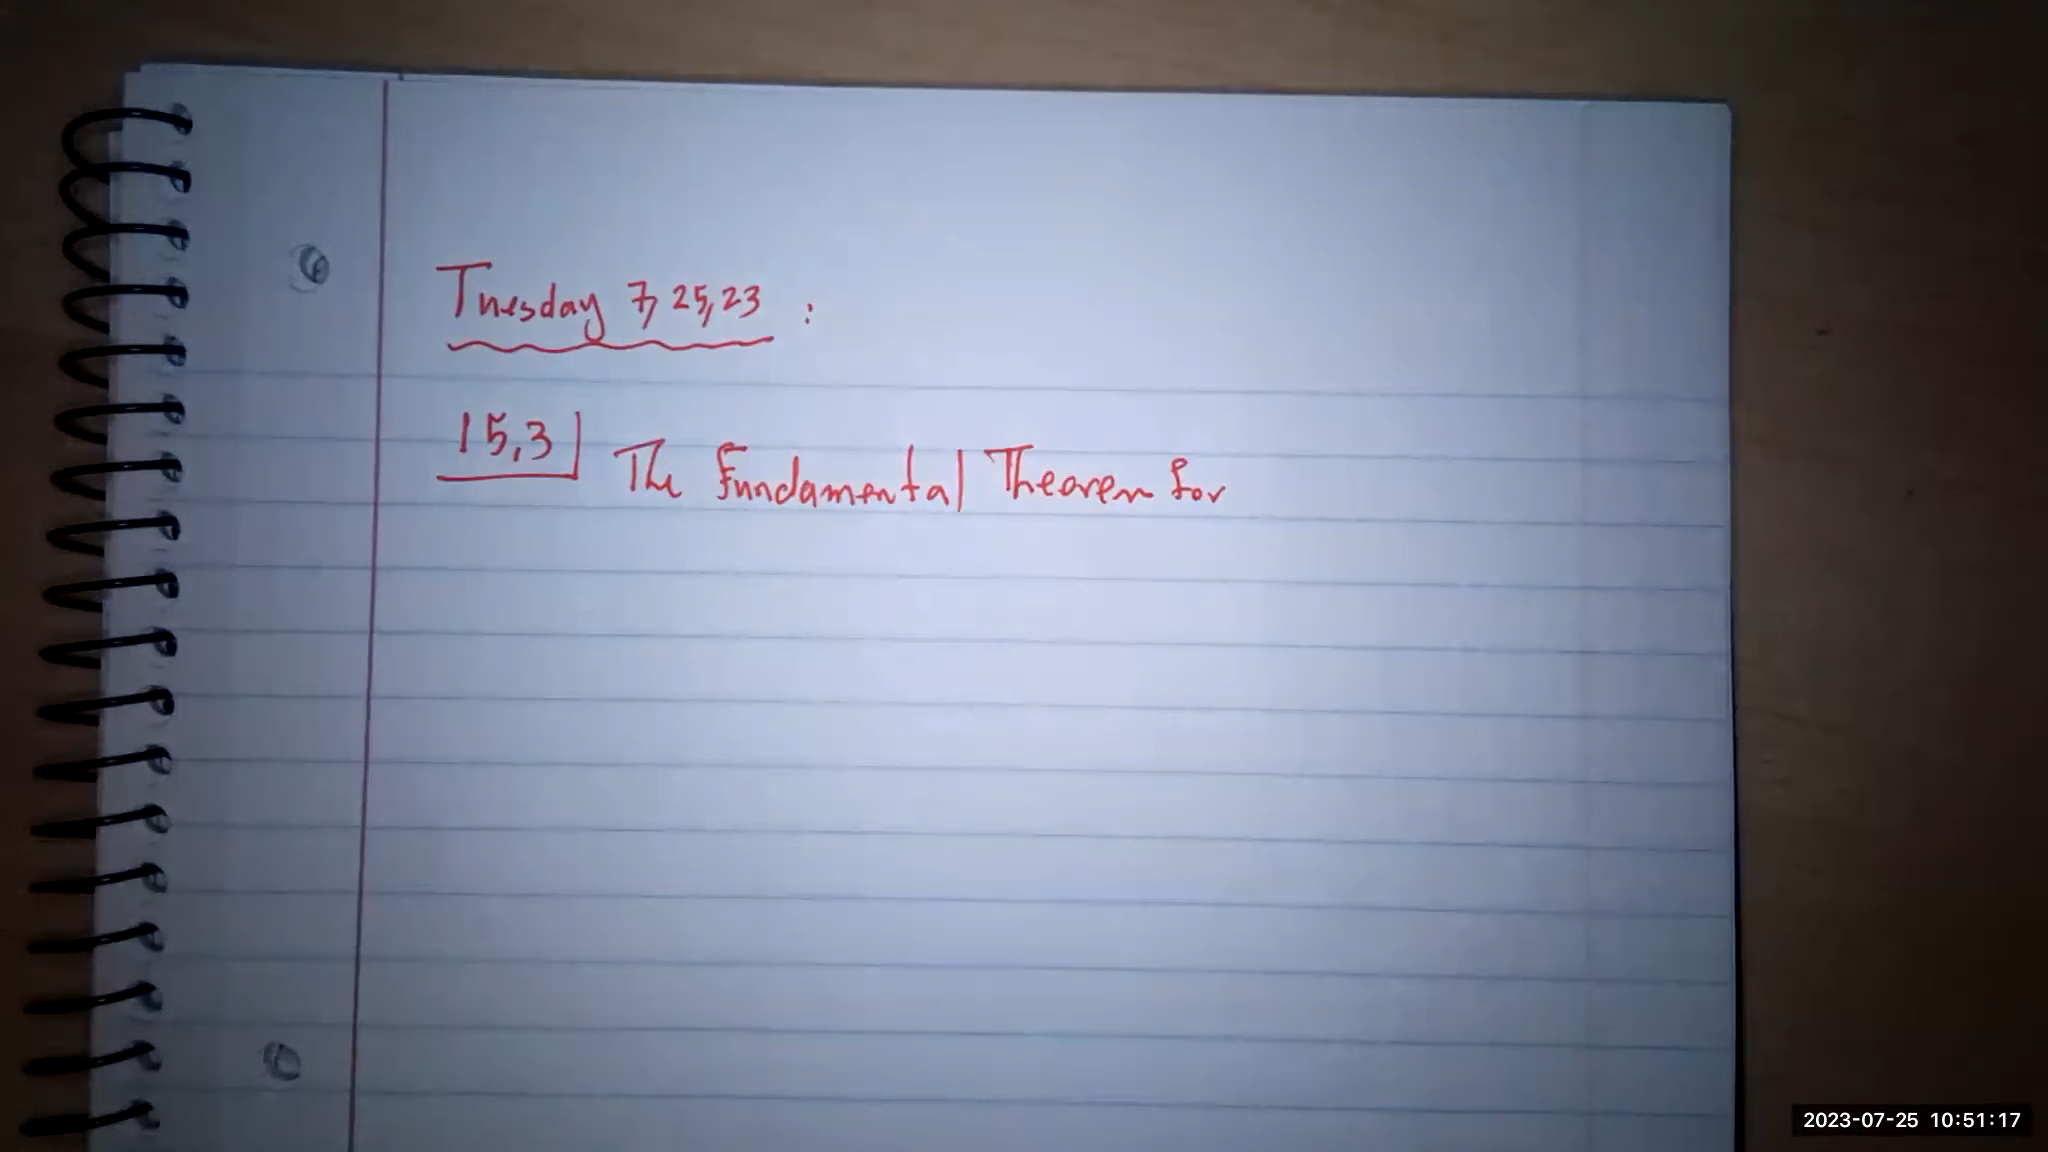 Tuesday 7, 25, 23 :
15,3 The Fundamental Theorem for
2023-07-25 10:51:17